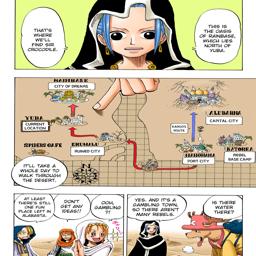 THAT'S
WHERE
WE'LL
FIND SIR
CROCODILE.
THIS IS
THE OASIS
OF RAINBASE,
WHICH LIES
NORTH OF
YUBA.
RAINBASE
CITY OF DREAMS
ALUBARNA
CAPITAL CITY
YUBA
CURRENT
LOCATION
SPIDERS CAFE
ERUMALU
RUINED CITY
NANOHANA
PORT CITY
KATOREA
REBEL
BASE CAMP
IT'LL TAKE
A WHOLE DAY TO
WALK THROUGH
THE DESERT.
AT LEAST
THERE'S STILL
ONE FUN
PLACE LEFT IN
ALABASTA.
DON'T
GET ANY
IDEAS!!
OOH,
GAMBLING
?!
YES. AND IT'S A
GAMBLING TOWN,
SO THERE
AREN'T MANY
REBELS.
IS THERE
WATER
THERE?